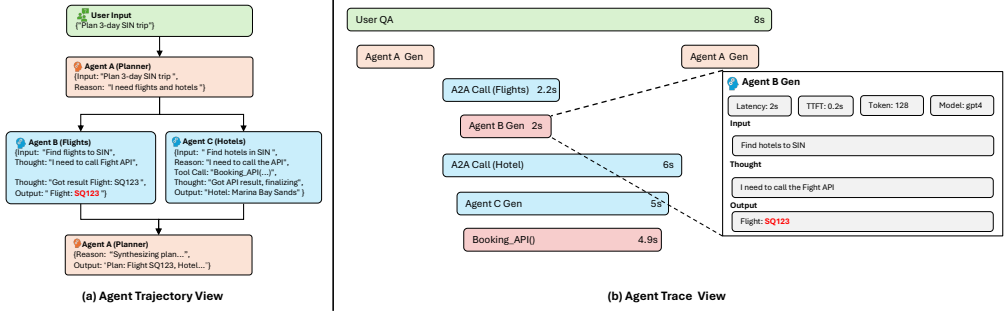 User Input
{"Plan 3-day SIN trip"}
Agent A (Planner)
{Input: "Plan 3-day SIN trip ",
Reason: "I need flights and hotels "}
Agent B (Flights)
{Input: "Find flights to SIN",
Thought: "I need to call Fight API",
Thought: "Got result Flight: SQ123 ",
Output: " Flight: SQ123 "}
Agent C (Hotels)
{Input: " Find hotels in SIN ",
Reason: "I need to call the API",
Tool Call: "Booking_API(...)",
Thought: "Got API result, finalizing"
Output: "Hotel: Marina Bay Sands" }
Agent A (Planner)
{Reason: "Synthesizing plan...",
Output: "Plan: Flight SQ123, Hotel..."}
(a) Agent Trajectory View
User QA 8s
Agent A Gen
Agent A Gen
A2A Call (Flights) 2.2s
Agent B Gen 2s
A2A Call (Hotel) 6s
Agent C Gen 5s
Booking_API() 4.9s
Agent B Gen
Latency: 2s
TTFT: 0.2s
Token: 128
Model: gpt4
Input
Find hotels to SIN
Thought
I need to call the Fight API
Output
Flight: SQ123
(b) Agent Trace View